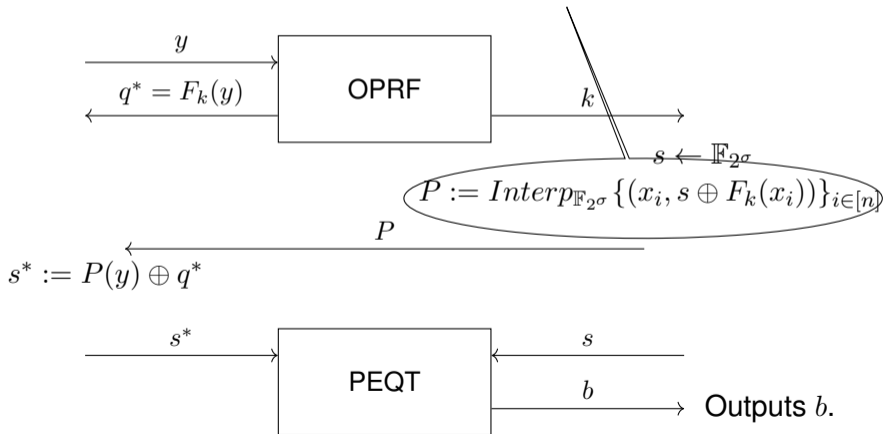 y
q* = F_k(y)
OPRF
k
s ← 𝔽_{2^σ}
P := Interp_{𝔽_{2^σ}}{(x_i, s ⊕ F_k(x_i))}_{i∈[n]}
P
s* := P(y) ⊕ q*
s*
PEQT
s
b
Outputs b.